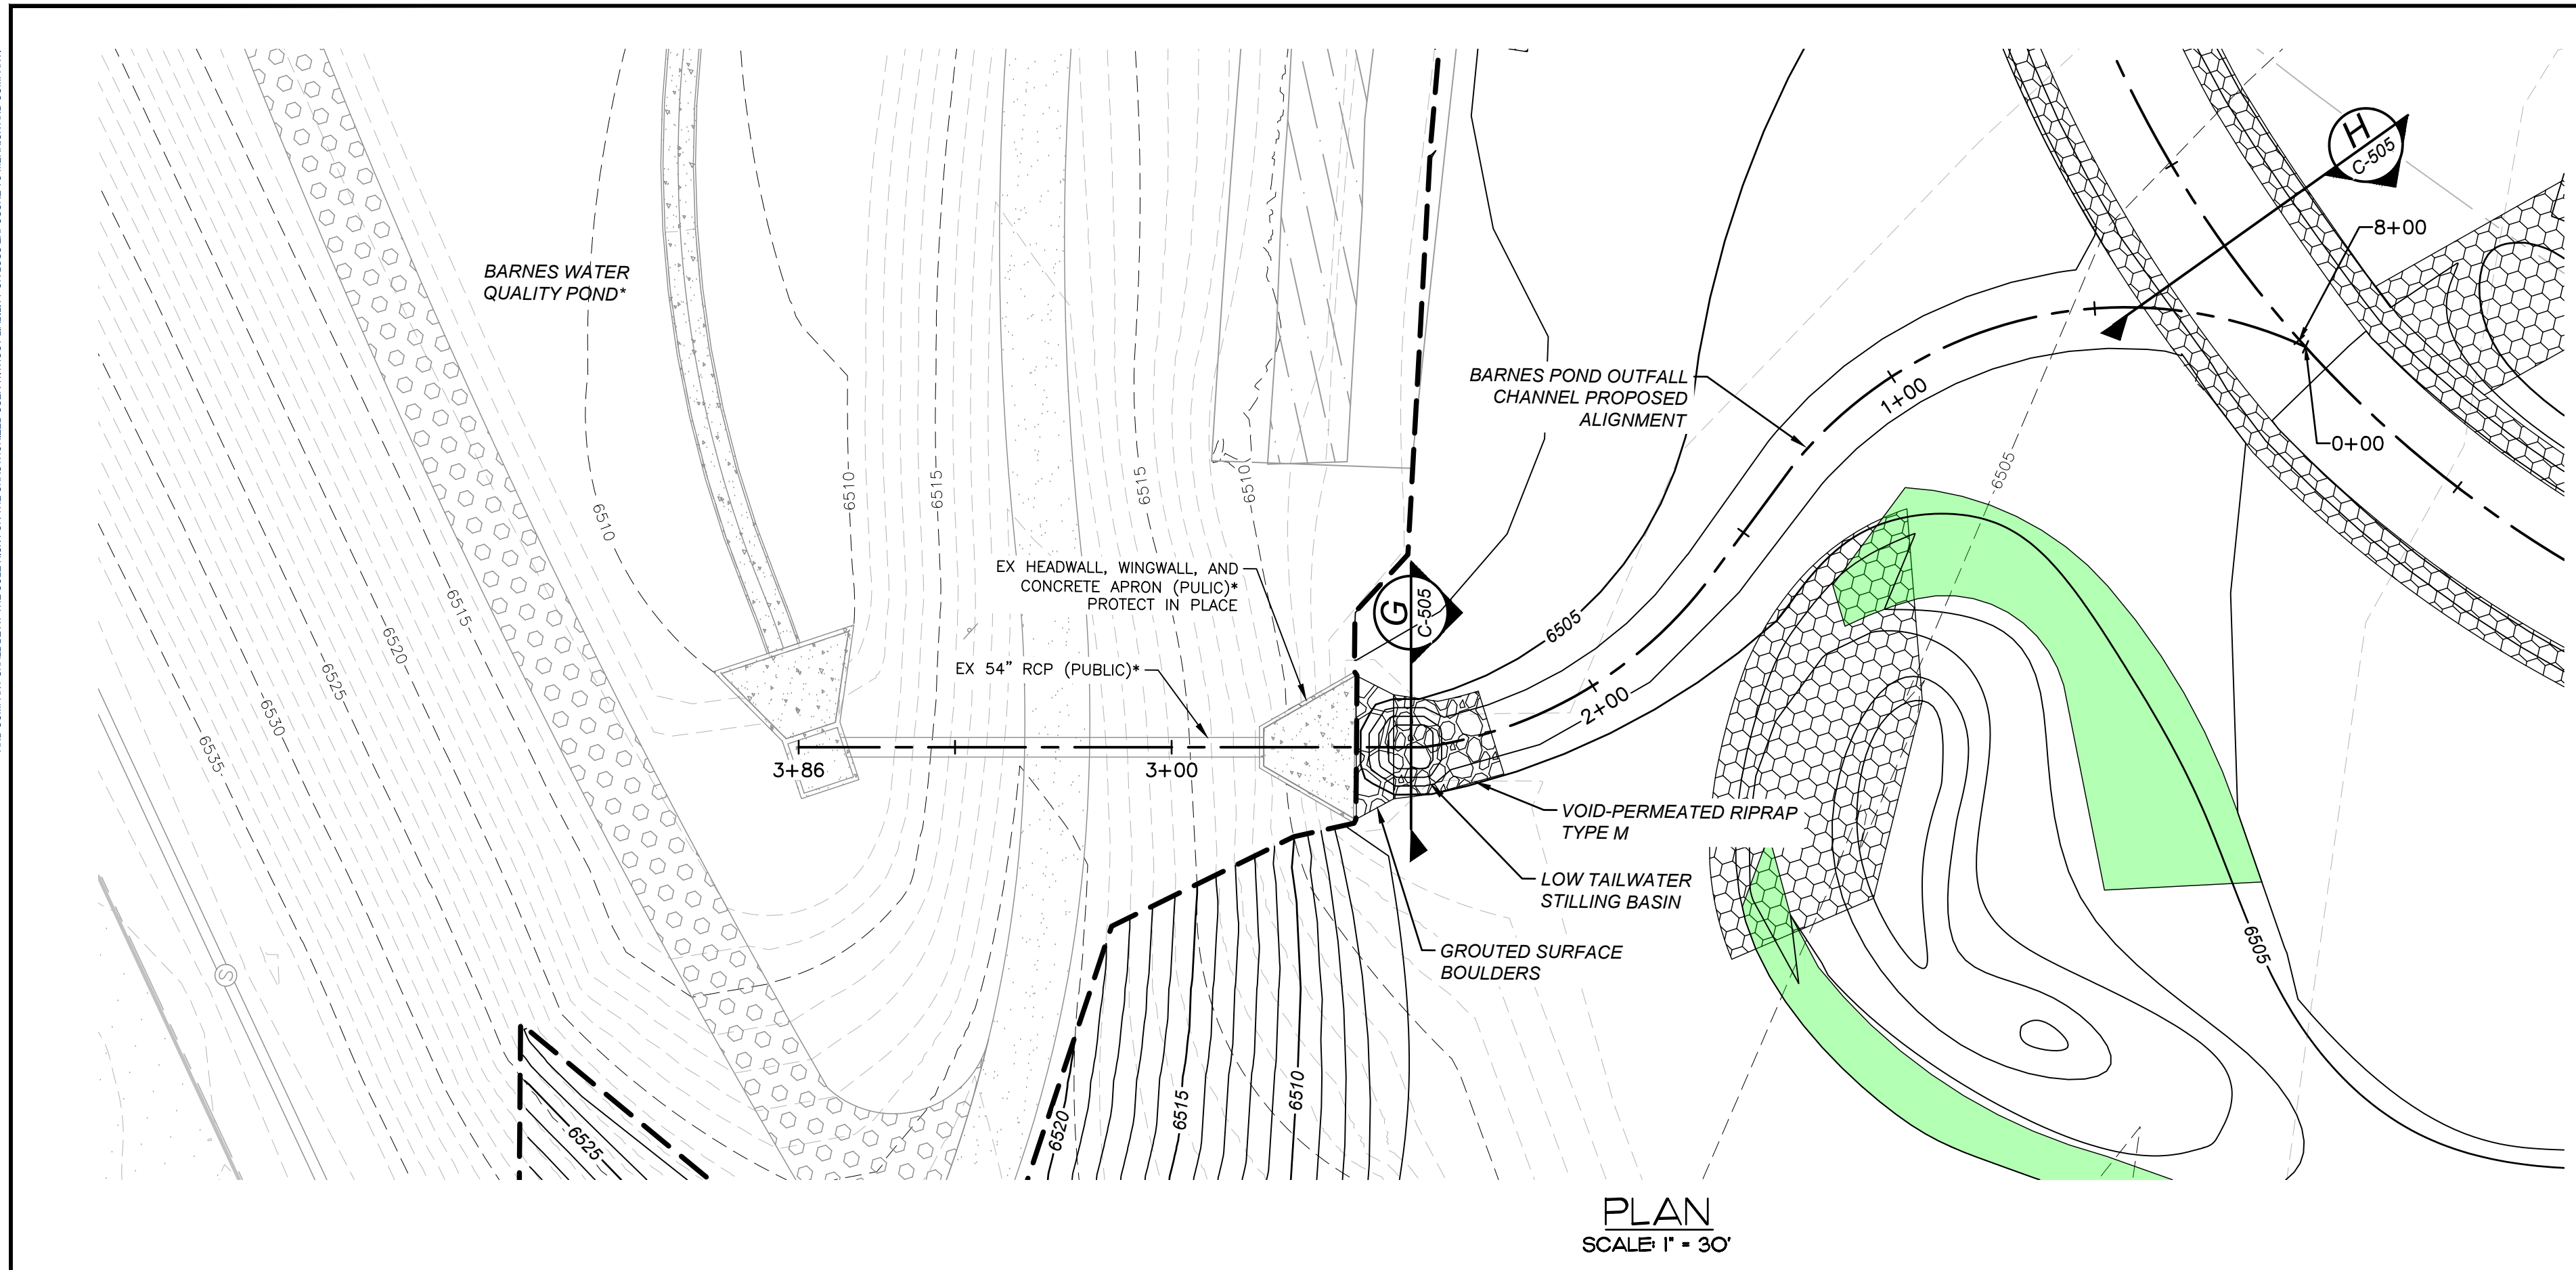 H
C-505
8+00
BARNES WATER
QUALITY POND*
BARNES POND OUTFALL
CHANNEL PROPOSED
ALIGNMENT
1+00
0+00
6510
6515
6515
6510
6505
6510
EX HEADWALL, WINGWALL, AND
CONCRETE APRON (PULIC)*
PROTECT IN PLACE
G
C-505
6515
6520
6525
6530
6535
6505
EX 54" RCP (PUBLIC)*
2+00
3+86
3+00
VOID-PERMEATED RIPRAP
TYPE M
LOW TAILWATER
STILLING BASIN
GROUTED SURFACE
BOULDERS
6505
S
6525
6520
6515
6510
PLAN
SCALE: 1" = 30'